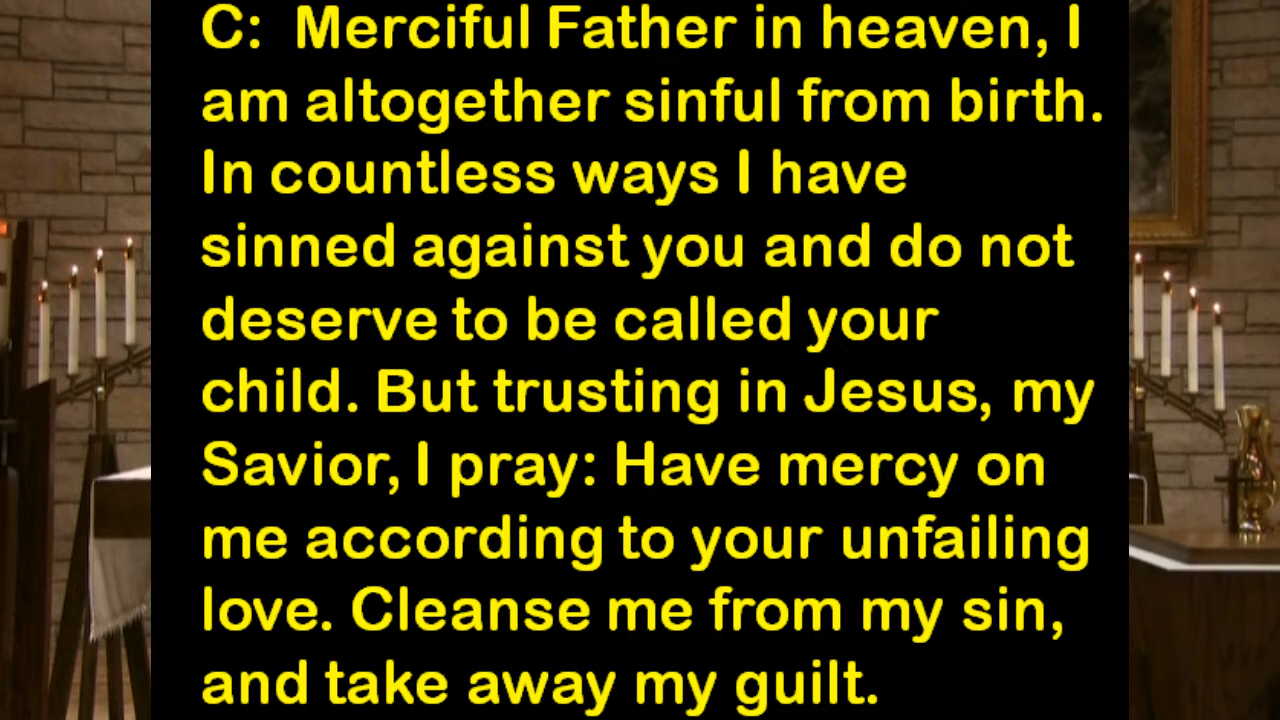 C:  Merciful Father in heaven, I
am altogether sinful from birth.
In countless ways I have
sinned against you and do not
deserve to be called your
child. But trusting in Jesus, my
Savior, I pray: Have mercy on
me according to your unfailing
love. Cleanse me from my sin,
and take away my guilt.